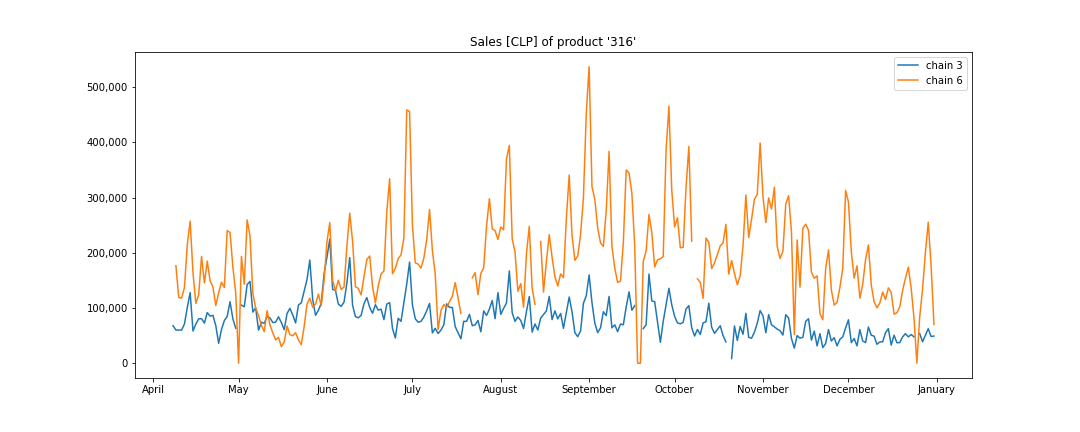 Sales [CLP] of product '316'
chain 3
chain 6
500,000
400,000
300,000
200,000
100,000
0
April May June July August September October November December January